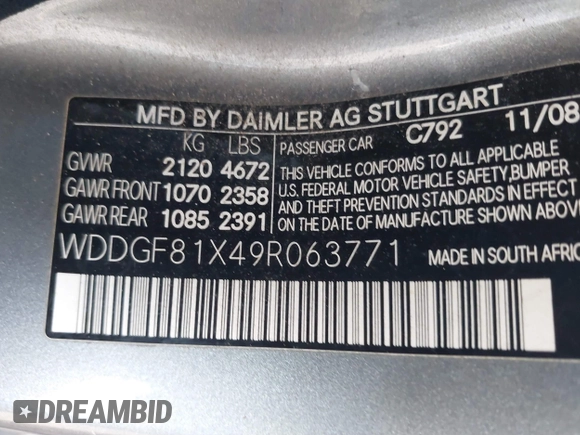 MFD BY DAIMLER AG STUTTGART
KG LBS PASSENGER CAR C792 11/08
GVWR 2120 4672
GAWR FRONT 1070 2358
GAWR REAR 1085 2391
THIS VEHICLE CONFORMS TO ALL APPLICABLE
U.S. FEDERAL MOTOR VEHICLE SAFETY,BUMPER
AND THEFT PREVENTION STANDARDS IN EFFECT
ON THE DATE OF MANUFACTURE SHOWN ABOVE
WDDGF81X49R063771 MADE IN SOUTH AFRIC
DREAMBID